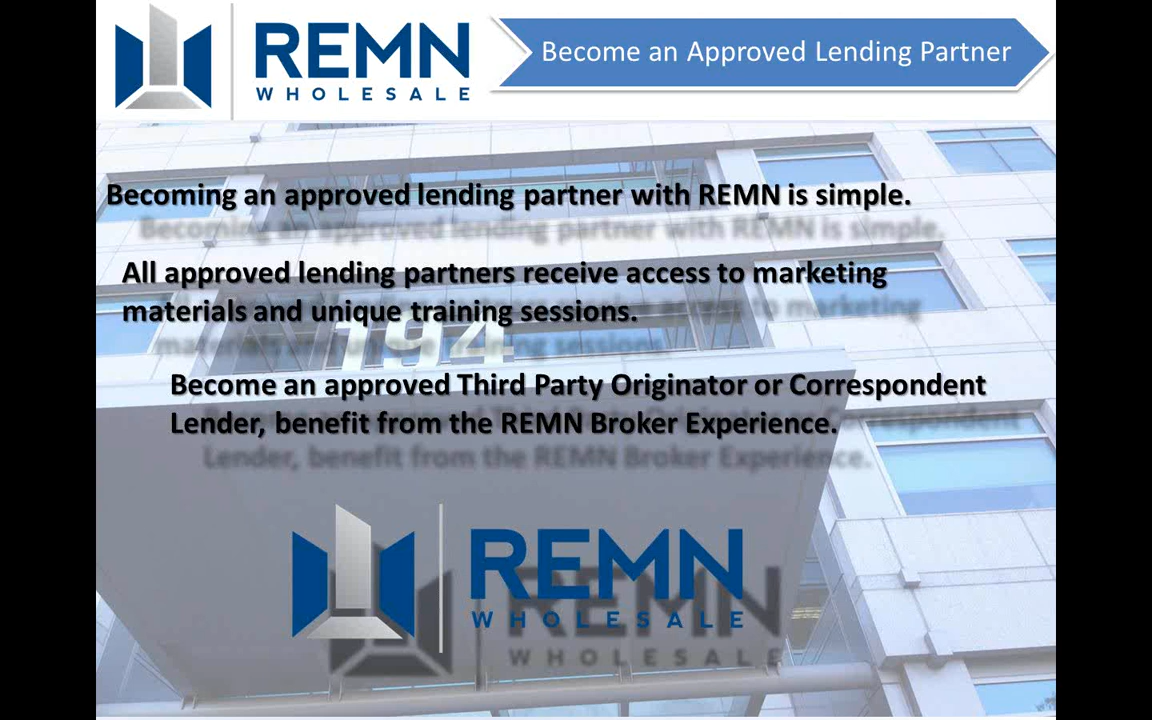 REMN
WHOLESALE
Become an Approved Lending Partner
Becoming an approved lending partner with REMN is simple.
All approved lending partners receive access to marketing
materials and unique training sessions.
194
Become an approved Third Party Originator or Correspondent
Lender, benefit from the REMN Broker Experience.
REMN
WHOLESALE